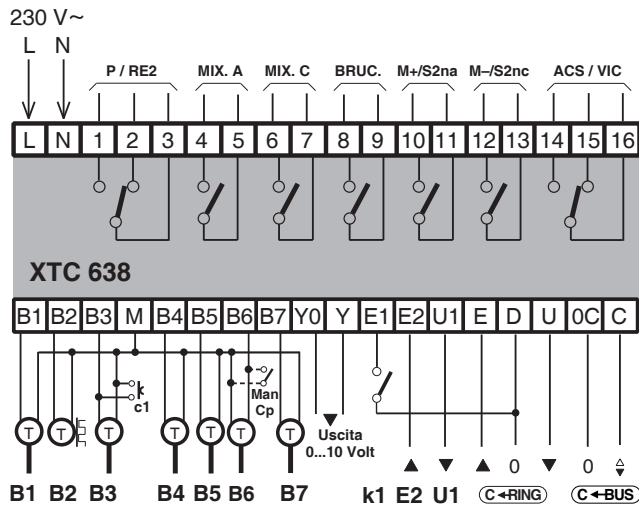 230 V~
L N
P / RE2 MIX. A MIX. C BRUC. M+/S2na M–/S2nc ACS / VIC
L N 1 2 3 4 5 6 7 8 9 10 11 12 13 14 15 16
XTC 638
B1 B2 B3 M B4 B5 B6 B7 Y0 Y E1 E2 U1 E D U 0C C
c1
Man
Cp
T T T T T T T
Uscita
0...10 Volt
0 0
B1 B2 B3 B4 B5 B6 B7 k1 E2 U1 C RING C BUS